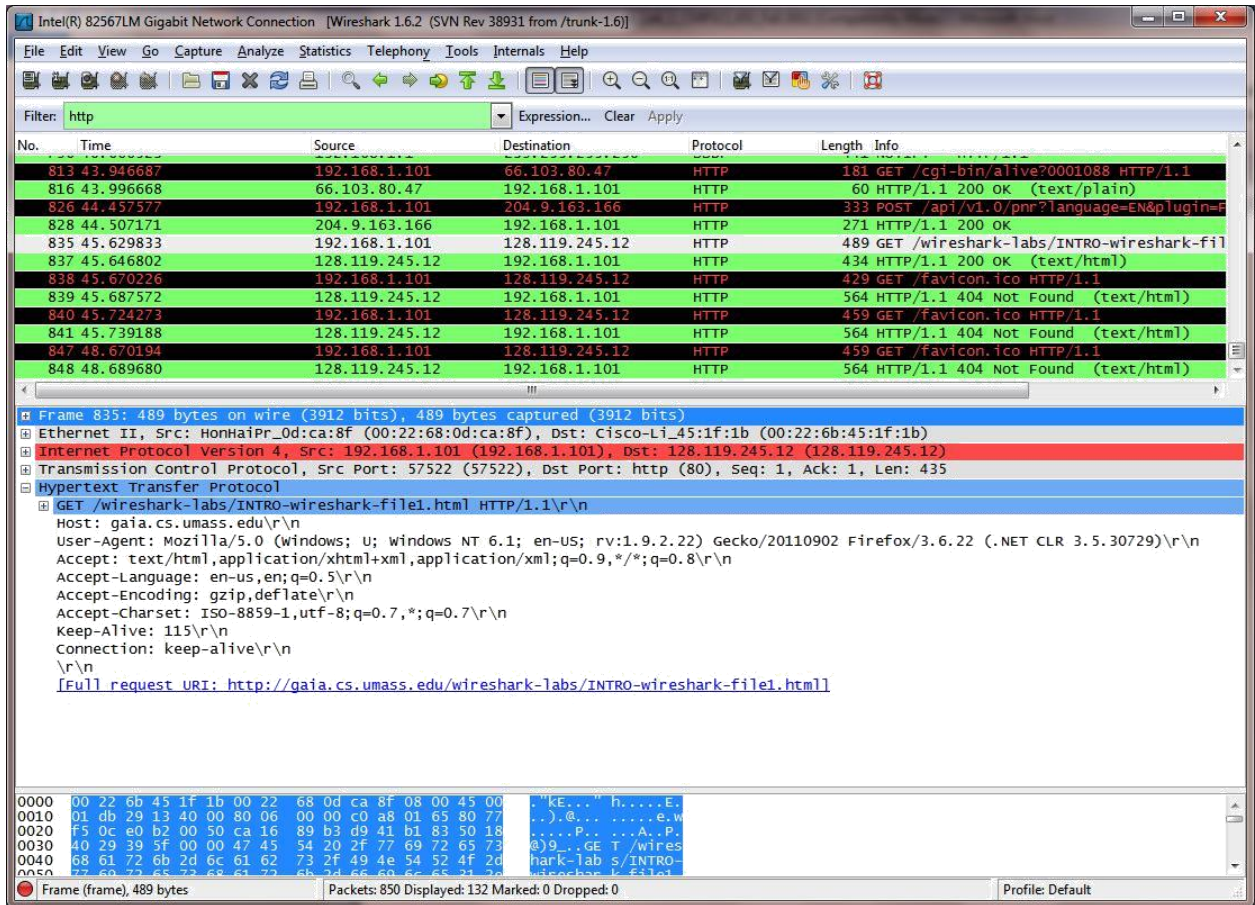 Intel(R) 82567LM Gigabit Network Connection [Wireshark 1.6.2 (SVN Rev 38931 from /trunk-1.6)]
File Edit View Go Capture Analyze Statistics Telephony Tools Internals Help
Filter: http Expression... Clear Apply
No. Time Source Destination Protocol Length Info
813 43.946687 192.168.1.101 66.103.80.47 HTTP 181 GET /cgi-bin/alive?0001088 HTTP/1.1
816 43.996668 66.103.80.47 192.168.1.101 HTTP 60 HTTP/1.1 200 OK (text/plain)
826 44.457577 192.168.1.101 204.9.163.166 HTTP 333 POST /api/v1.0/pnr?language=EN&plugin=F
828 44.507171 204.9.163.166 192.168.1.101 HTTP 271 HTTP/1.1 200 OK
835 45.629833 192.168.1.101 128.119.245.12 HTTP 489 GET /wireshark-labs/INTRO-wireshark-fil
837 45.646802 128.119.245.12 192.168.1.101 HTTP 434 HTTP/1.1 200 OK (text/html)
838 45.670226 192.168.1.101 128.119.245.12 HTTP 429 GET /favicon.ico HTTP/1.1
839 45.687572 128.119.245.12 192.168.1.101 HTTP 564 HTTP/1.1 404 Not Found (text/html)
840 45.724273 192.168.1.101 128.119.245.12 HTTP 459 GET /favicon.ico HTTP/1.1
841 45.739188 128.119.245.12 192.168.1.101 HTTP 564 HTTP/1.1 404 Not Found (text/html)
847 48.670194 192.168.1.101 128.119.245.12 HTTP 459 GET /favicon.ico HTTP/1.1
848 48.689680 128.119.245.12 192.168.1.101 HTTP 564 HTTP/1.1 404 Not Found (text/html)
Frame 835: 489 bytes on wire (3912 bits), 489 bytes captured (3912 bits)
Ethernet II, Src: HonHaiPr_0d:ca:8f (00:22:68:0d:ca:8f), Dst: Cisco-Li_45:1f:1b (00:22:6b:45:1f:1b)
Internet Protocol Version 4, Src: 192.168.1.101 (192.168.1.101), Dst: 128.119.245.12 (128.119.245.12)
Transmission Control Protocol, Src Port: 57522 (57522), Dst Port: http (80), Seq: 1, Ack: 1, Len: 435
Hypertext Transfer Protocol
GET /wireshark-labs/INTRO-wireshark-file1.html HTTP/1.1\r\n
Host: gaia.cs.umass.edu\r\n
User-Agent: Mozilla/5.0 (Windows; U; Windows NT 6.1; en-US; rv:1.9.2.22) Gecko/20110902 Firefox/3.6.22 (.NET CLR 3.5.30729)\r\n
Accept: text/html,application/xhtml+xml,application/xml;q=0.9,*/*;q=0.8\r\n
Accept-Language: en-us,en;q=0.5\r\n
Accept-Encoding: gzip,deflate\r\n
Accept-Charset: ISO-8859-1,utf-8;q=0.7,*;q=0.7\r\n
Keep-Alive: 115\r\n
Connection: keep-alive\r\n
\r\n
[Full request URI: http://gaia.cs.umass.edu/wireshark-labs/INTRO-wireshark-file1.html]
0000 00 22 6b 45 1f 1b 00 22 68 0d ca 8f 08 00 45 00 ."kE..." h.....E.
0010 01 db 29 13 40 00 80 06 00 00 c0 a8 01 65 80 77 ..).@... .....e.w
0020 f5 0c e0 b2 00 50 ca 16 89 b3 d9 41 b1 83 50 18 .....P.. ...A..P.
0030 40 29 39 5f 00 00 47 45 54 20 2f 77 69 72 65 73 @)9_..GE T /wires
0040 68 61 72 6b 2d 6c 61 62 73 2f 49 4e 54 52 4f 2d hark-lab s/INTRO-
0050 77 69 72 65 73 68 61 72 6b 2d 66 69 6c 65 31 2e wireshar k-file1.
Frame (frame), 489 bytes Packets: 850 Displayed: 132 Marked: 0 Dropped: 0 Profile: Default